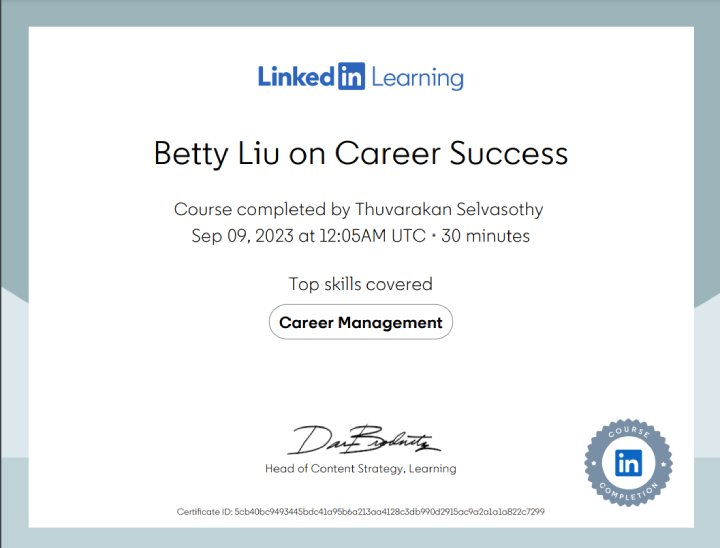 Linked in Learning
Betty Liu on Career Success
Course completed by Thuvarakan Selvasothy
Sep 09, 2023 at 12:05AM UTC • 30 minutes
Top skills covered
Career Management
Head of Content Strategy, Learning
COURSE
in
COMPLETION
Certificate ID: 5cb40bc9493445bdc41a95b6a213aa4128c3db990d2915ac9a2a1a1a822c7299